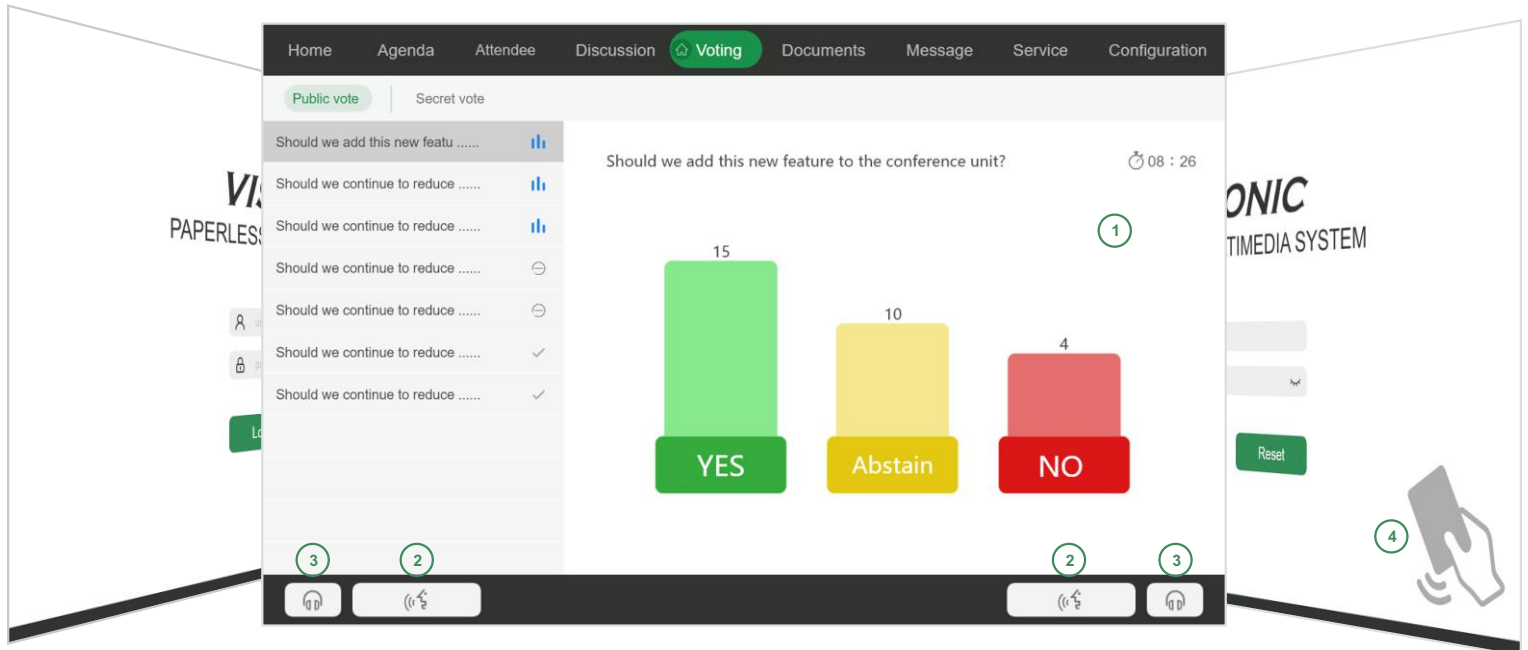 Home Agenda Attendee Discussion Voting Documents Message Service Configuration
Public vote Secret vote
Should we add this new featu ......
Should we continue to reduce ......
Should we continue to reduce ......
Should we continue to reduce ......
Should we continue to reduce ......
Should we continue to reduce ......
Should we continue to reduce ......
Should we add this new feature to the conference unit? 08 : 26
1
15
10
4
YES Abstain NO
3 2 2 3
VIS
PAPERLESS
Lo
ONIC
TIMEDIA SYSTEM
Reset
4